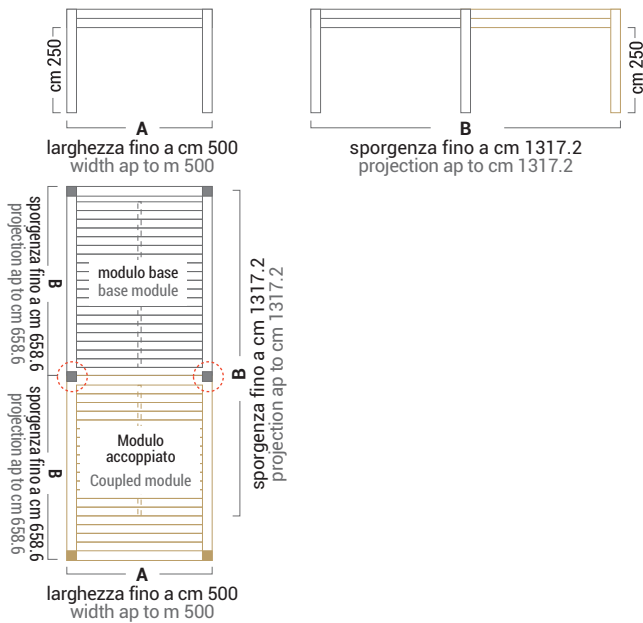 cm 250
A
larghezza fino a cm 500
width ap to m 500
cm 250
B
sporgenza fino a cm 1317.2
projection ap to cm 1317.2
B
sporgenza fino a cm 658.6
projection ap to cm 658.6
modulo base
base module
B
sporgenza fino a cm 1317.2
projection ap to cm 1317.2
B
sporgenza fino a cm 658.6
projection ap to cm 658.6
Modulo
accoppiato
Coupled module
A
larghezza fino a cm 500
width ap to m 500